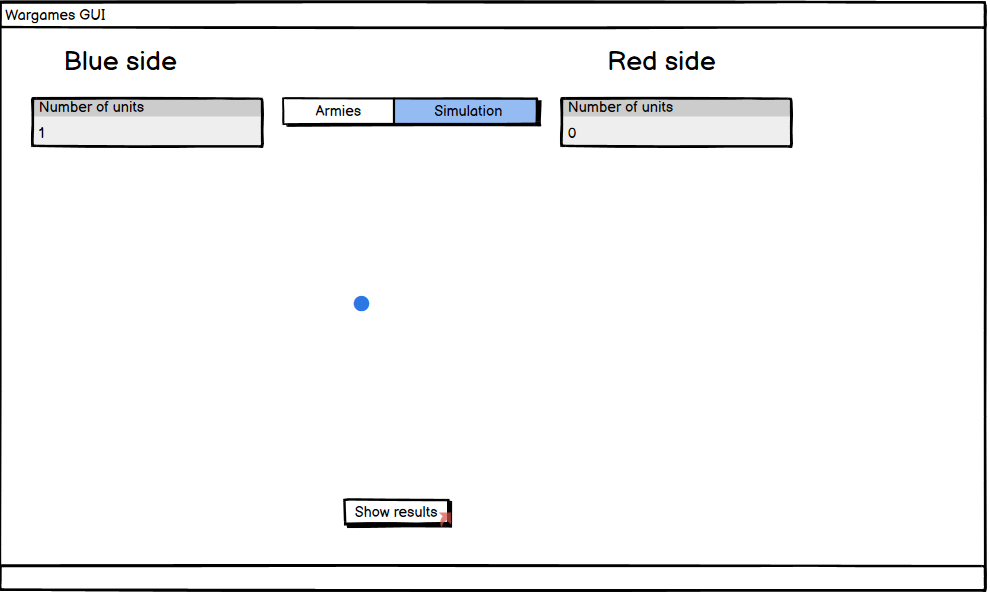 Wargames GUI
Blue side
Red side
Number of units
1
Armies
Simulation
Number of units
0
Show results